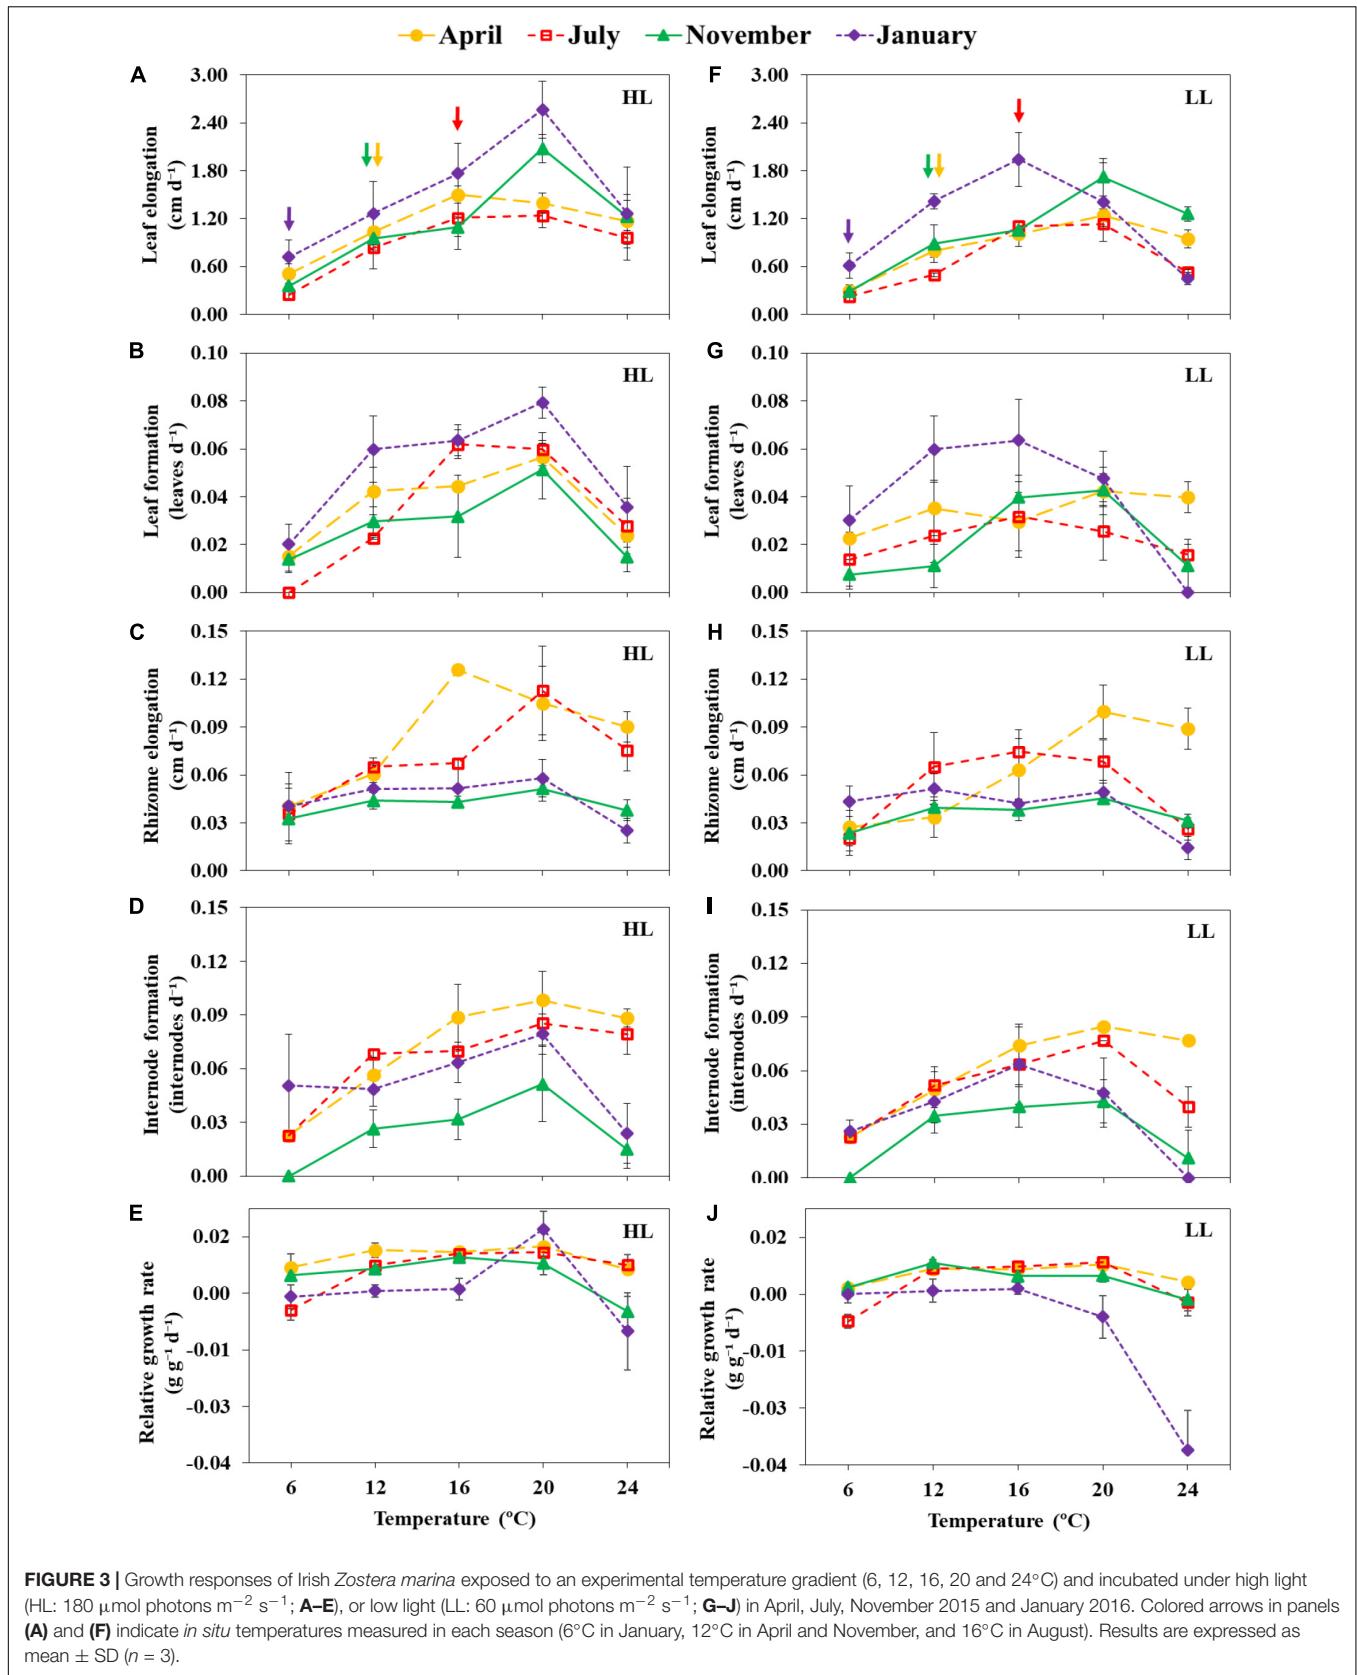 April July November January
A
3.00
2.40
1.80
1.20
0.60
0.00
Leaf elongation
(cm d⁻¹)
HL
F
3.00
2.40
1.80
1.20
0.60
0.00
Leaf elongation
(cm d⁻¹)
LL
B
0.10
0.08
0.06
0.04
0.02
0.00
Leaf formation
(leaves d⁻¹)
HL
G
0.10
0.08
0.06
0.04
0.02
0.00
Leaf formation
(leaves d⁻¹)
LL
C
0.15
0.12
0.09
0.06
0.03
0.00
Rhizome elongation
(cm d⁻¹)
HL
H
0.15
0.12
0.09
0.06
0.03
0.00
Rhizome elongation
(cm d⁻¹)
LL
D
0.15
0.12
0.09
0.06
0.03
0.00
Internode formation
(internodes d⁻¹)
HL
I
0.15
0.12
0.09
0.06
0.03
0.00
Internode formation
(internodes d⁻¹)
LL
E
0.02
0.00
-0.01
-0.03
-0.04
Relative growth rate
(g g⁻¹ d⁻¹)
HL
6 12 16 20 24
Temperature (ºC)
J
0.02
0.00
-0.01
-0.03
-0.04
Relative growth rate
(g g⁻¹ d⁻¹)
LL
6 12 16 20 24
Temperature (ºC)
FIGURE 3 | Growth responses of Irish Zostera marina exposed to an experimental temperature gradient (6, 12, 16, 20 and 24°C) and incubated under high light
(HL: 180 μmol photons m⁻² s⁻¹; A–E), or low light (LL: 60 μmol photons m⁻² s⁻¹; G–J) in April, July, November 2015 and January 2016. Colored arrows in panels
(A) and (F) indicate in situ temperatures measured in each season (6°C in January, 12°C in April and November, and 16°C in August). Results are expressed as
mean ± SD (n = 3).